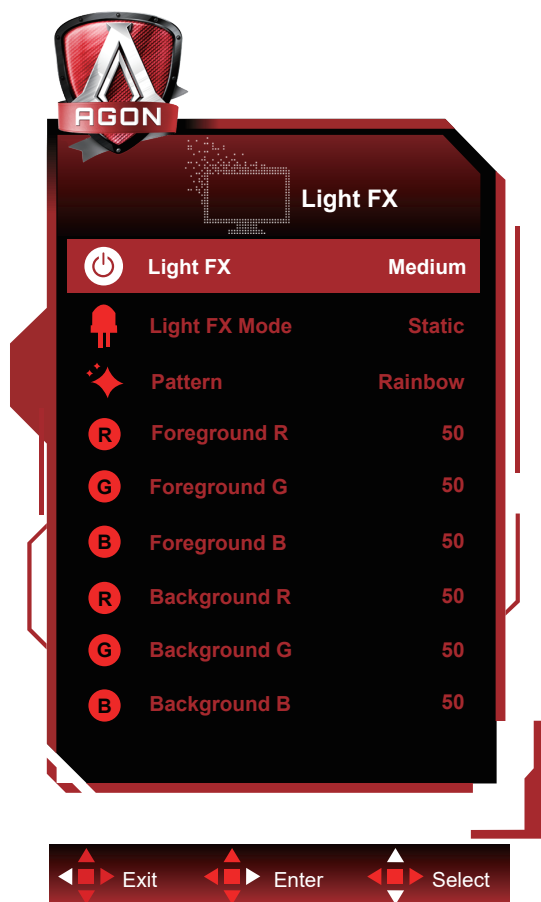 AGON
Light FX
Light FX Medium
Light FX Mode Static
Pattern Rainbow
R Foreground R 50
G Foreground G 50
B Foreground B 50
R Background R 50
G Background G 50
B Background B 50
Exit Enter Select